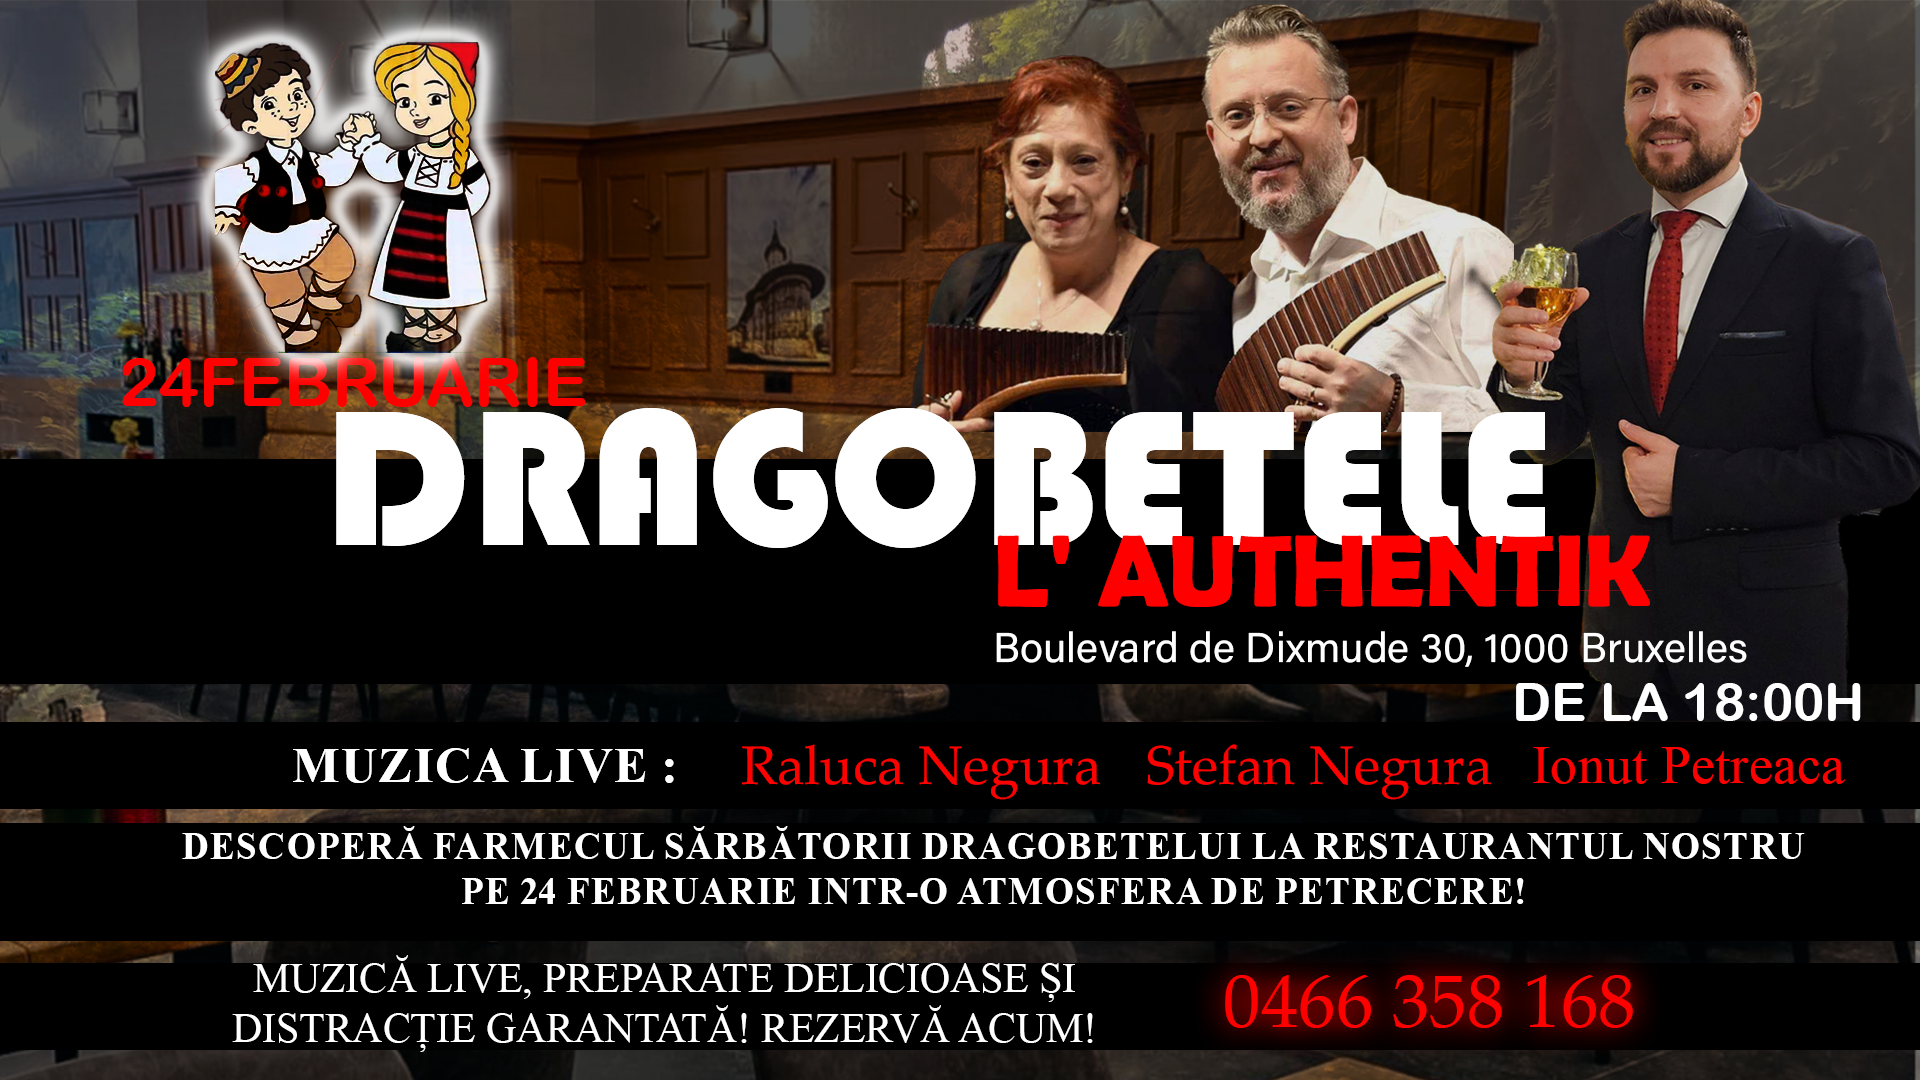 24FEBRUARIE
DRAGOBETELE
L' AUTHENTIK
Boulevard de Dixmude 30, 1000 Bruxelles
DE LA 18:00H
MUZICA LIVE : Raluca Negura Stefan Negura Ionut Petreaca
DESCOPERĂ FARMECUL SĂRBĂTORII DRAGOBETELUI LA RESTAURANTUL NOSTRU
PE 24 FEBRUARIE INTR-O ATMOSFERA DE PETRECERE!
MUZICĂ LIVE, PREPARATE DELICIOASE ȘI
DISTRACȚIE GARANTATĂ! REZERVĂ ACUM!
0466 358 168